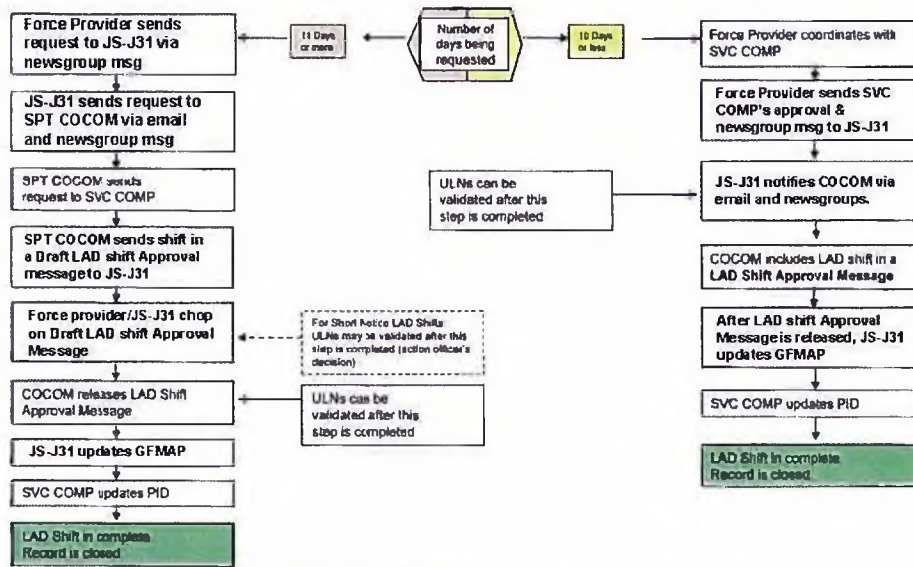 Number of
days being
requested
11 Days
or more
Force Provider sends
request to JS-J31 via
newsgroup msg
JS-J31 sends request to
SPT COCOM via email
and newsgroup msg
SPT COCOM sends
request to SVC COMP
SPT COCOM sends shift in
a Draft LAD shift Approval
message to JS-J31
Force provider/JS-J31 chop
on Draft LAD shift Approval
Message
For Short Notice LAD Shifts:
ULNs may be validated after this
step is completed (action officer's
decision)
COCOM releases LAD Shift
Approval Message
ULNs can be
validated after this
step is completed
JS-J31 updates GFMAP
SVC COMP updates PID
LAD Shift in complete
Record is closed
10 Days
or less
Force Provider coordinates with
SVC COMP
Force Provider sends SVC
COMP's approval &
newsgroup msg to JS-J31
ULNs can be
validated after this
step is completed
JS-J31 notifies COCOM via
email and newsgroups.
COCOM includes LAD shift in a
LAD Shift Approval Message
After LAD shift Approval
Message is released, JS-J31
updates GFMAP
SVC COMP updates PID
LAD Shift in complete
Record is closed